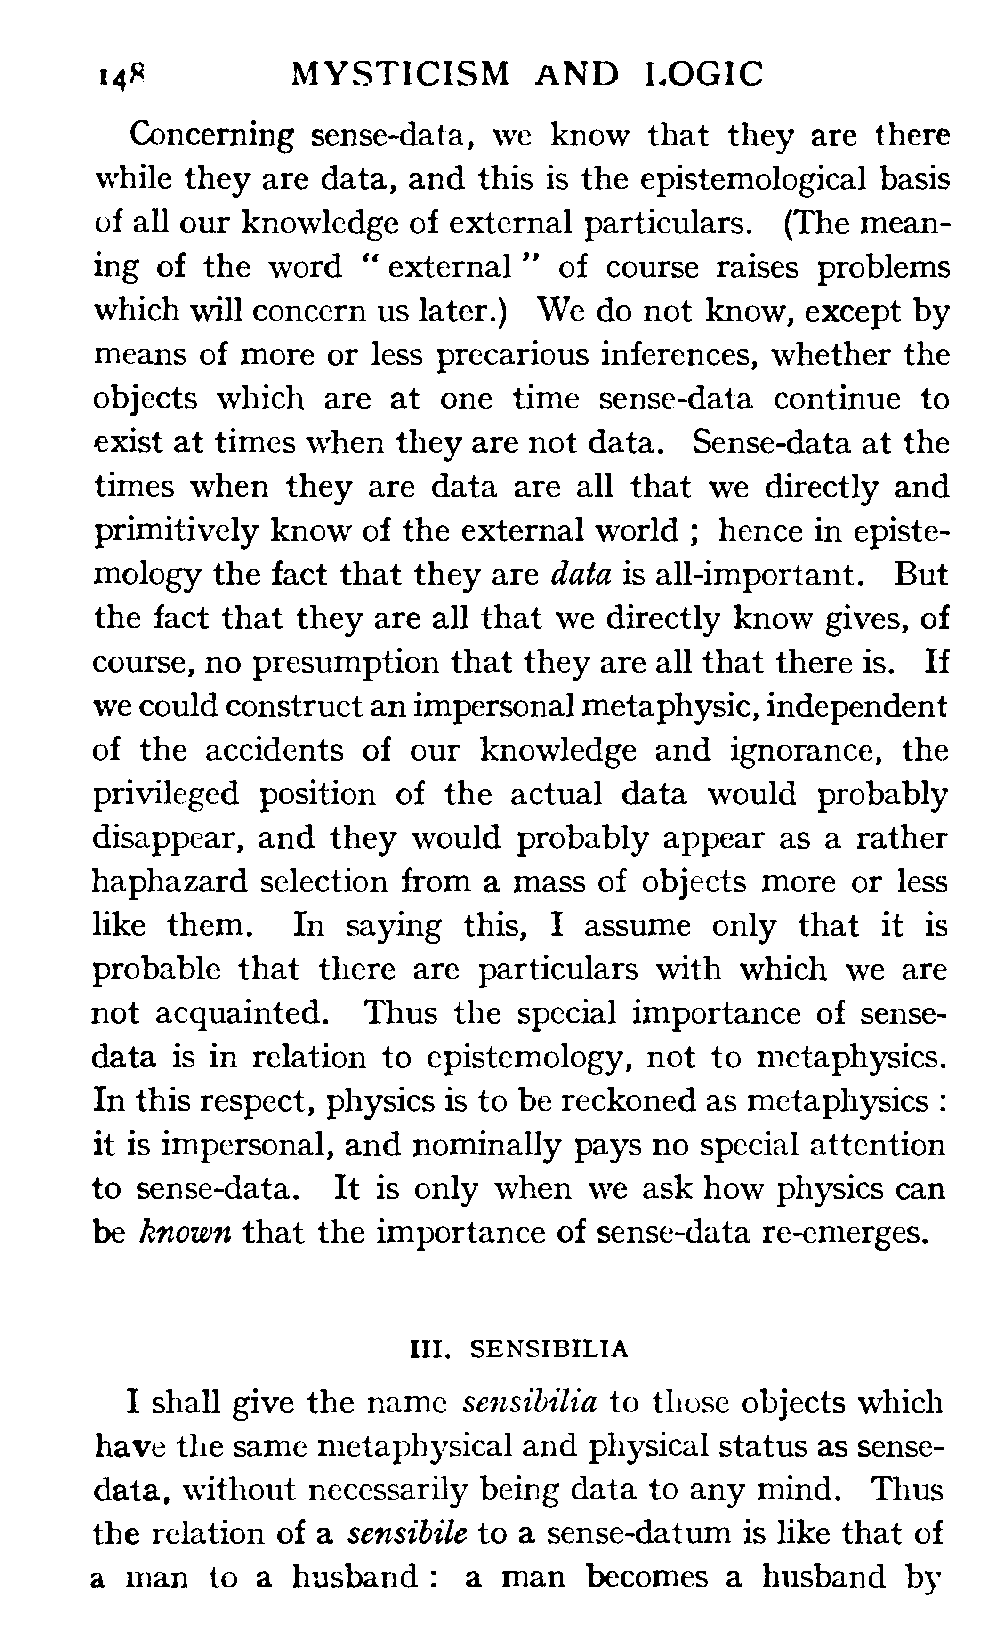 148 MYSTICISM AND LOGIC
Concerning sense-data, we know that they are there
while they are data, and this is the epistemological basis
of all our knowledge of external particulars. (The mean-
ing of the word “ external ” of course raises problems
which will concern us later.) We do not know, except by
means of more or less precarious inferences, whether the
objects which are at one time sense-data continue to
exist at times when they are not data. Sense-data at the
times when they are data are all that we directly and
primitively know of the external world ; hence in episte-
mology the fact that they are data is all-important. But
the fact that they are all that we directly know gives, of
course, no presumption that they are all that there is. If
we could construct an impersonal metaphysic, independent
of the accidents of our knowledge and ignorance, the
privileged position of the actual data would probably
disappear, and they would probably appear as a rather
haphazard selection from a mass of objects more or less
like them. In saying this, I assume only that it is
probable that there are particulars with which we are
not acquainted. Thus the special importance of sense-
data is in relation to epistemology, not to metaphysics.
In this respect, physics is to be reckoned as metaphysics :
it is impersonal, and nominally pays no special attention
to sense-data. It is only when we ask how physics can
be known that the importance of sense-data re-emerges.
III. SENSIBILIA
I shall give the name sensibilia to those objects which
have the same metaphysical and physical status as sense-
data, without necessarily being data to any mind. Thus
the relation of a sensibile to a sense-datum is like that of
a man to a husband : a man becomes a husband by